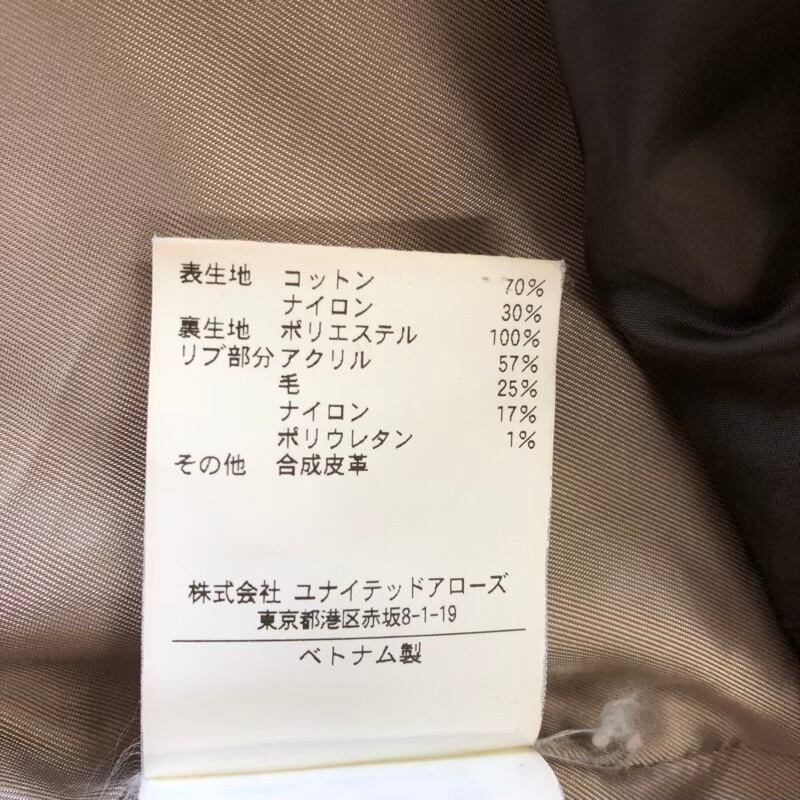 表生地 コットン 70%
ナイロン 30%
裏生地 ポリエステル 100%
リブ部分 アクリル 57%
毛 25%
ナイロン 17%
ポリウレタン 1%
その他 合成皮革
株式会社 ユナイテッドアローズ
東京都港区赤坂8-1-19
ベトナム製